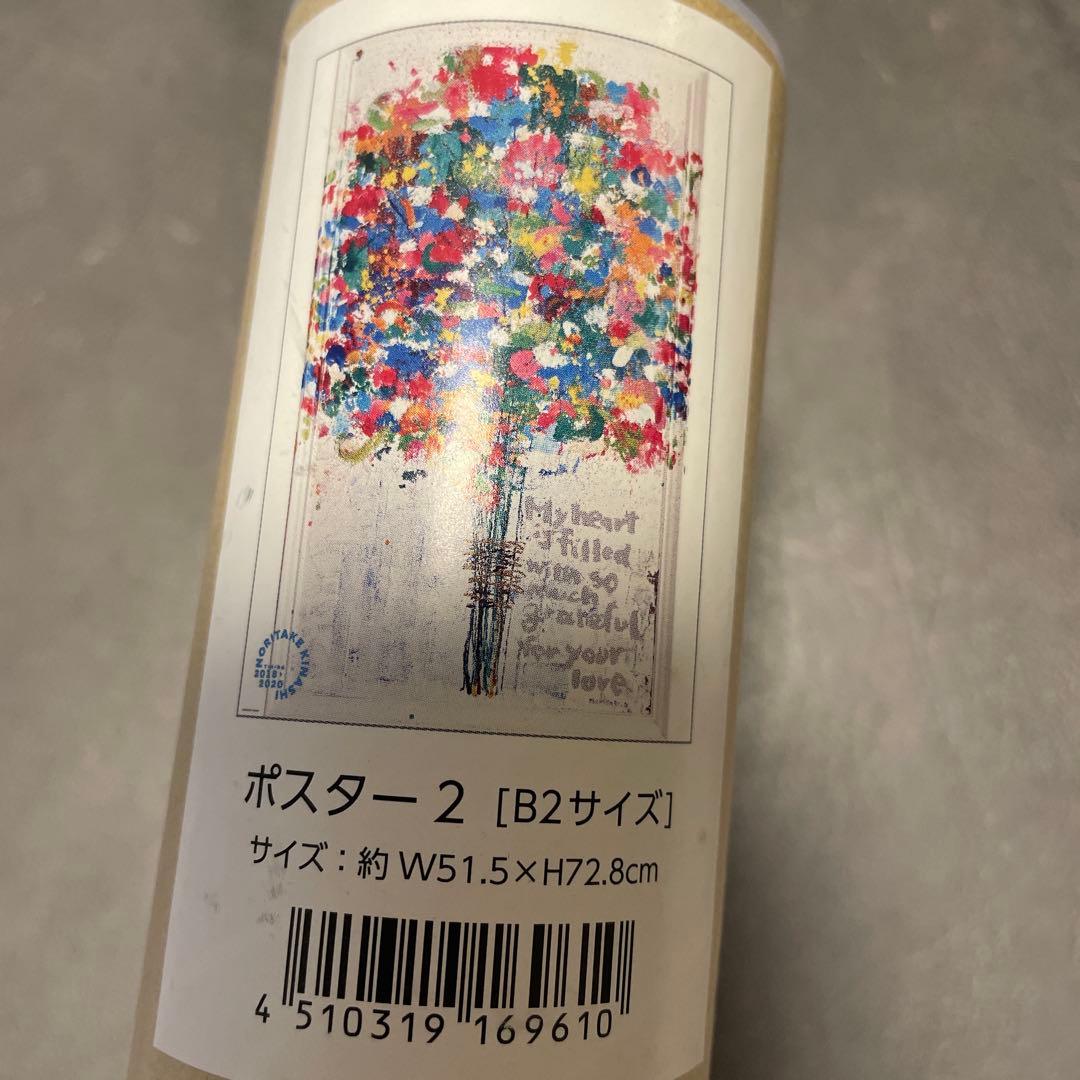 My heart
is filled
with so
much
grateful
for your
love.
NORITAKE KINASHI
2018›
2020
ポスター2 [B2サイズ]
サイズ：約 W51.5×H72.8cm
4 510319 169610